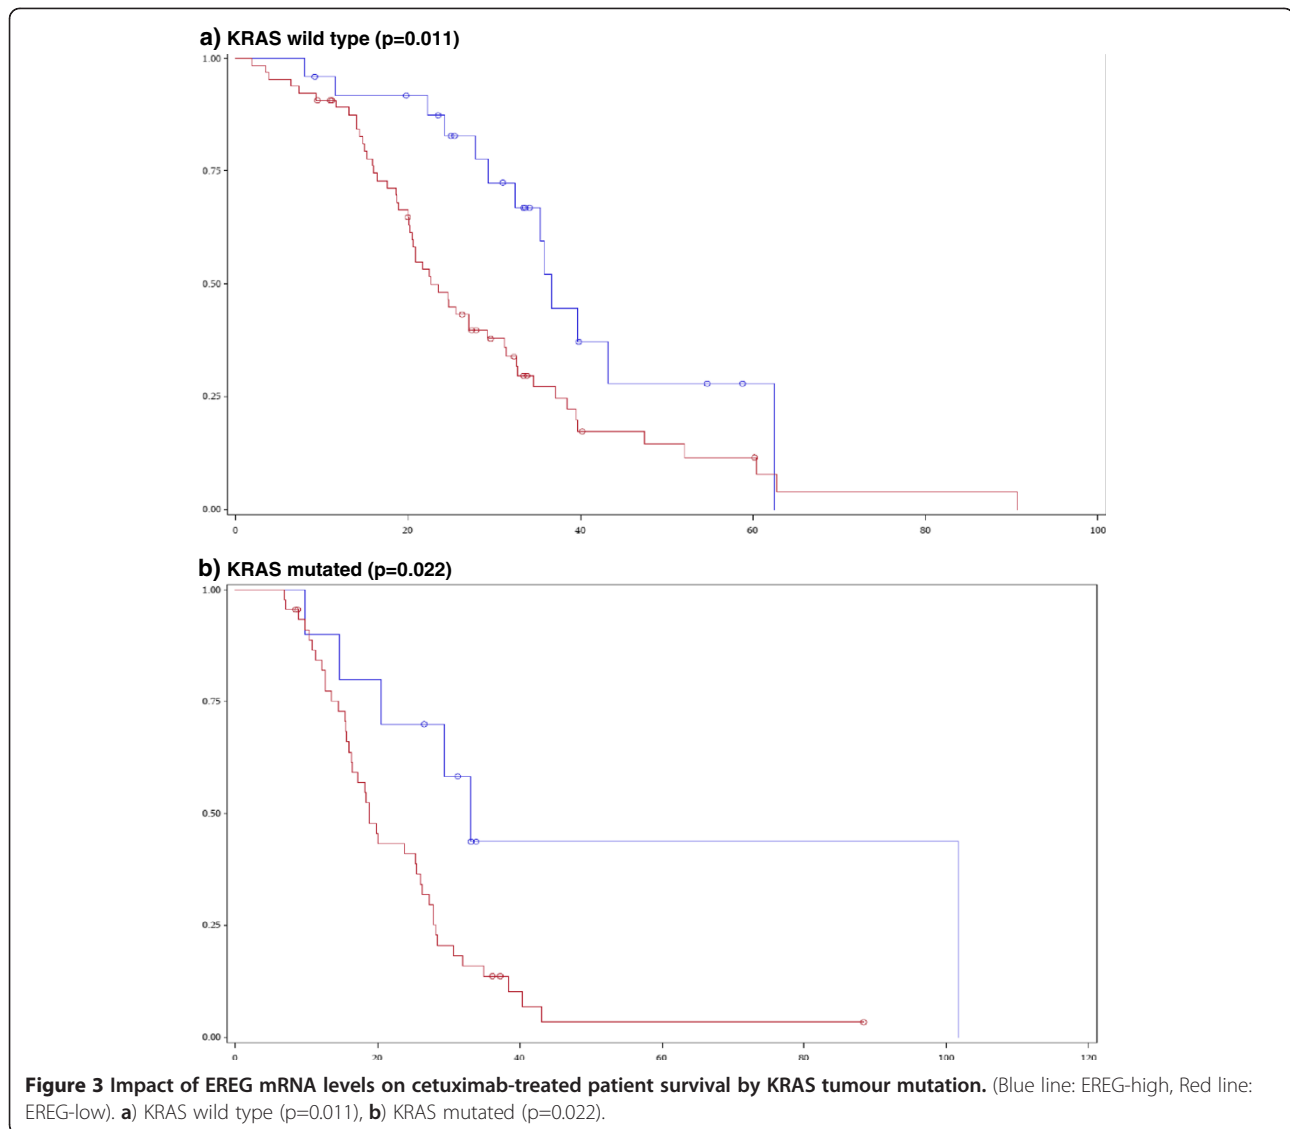 a) KRAS wild type (p=0.011)
1.00
0.75
0.50
0.25
0.00
0 20 40 60 80 100
b) KRAS mutated (p=0.022)
1.00
0.75
0.50
0.25
0.00
0 20 40 60 80 100 120
Figure 3 Impact of EREG mRNA levels on cetuximab-treated patient survival by KRAS tumour mutation. (Blue line: EREG-high, Red line:
EREG-low). a) KRAS wild type (p=0.011), b) KRAS mutated (p=0.022).